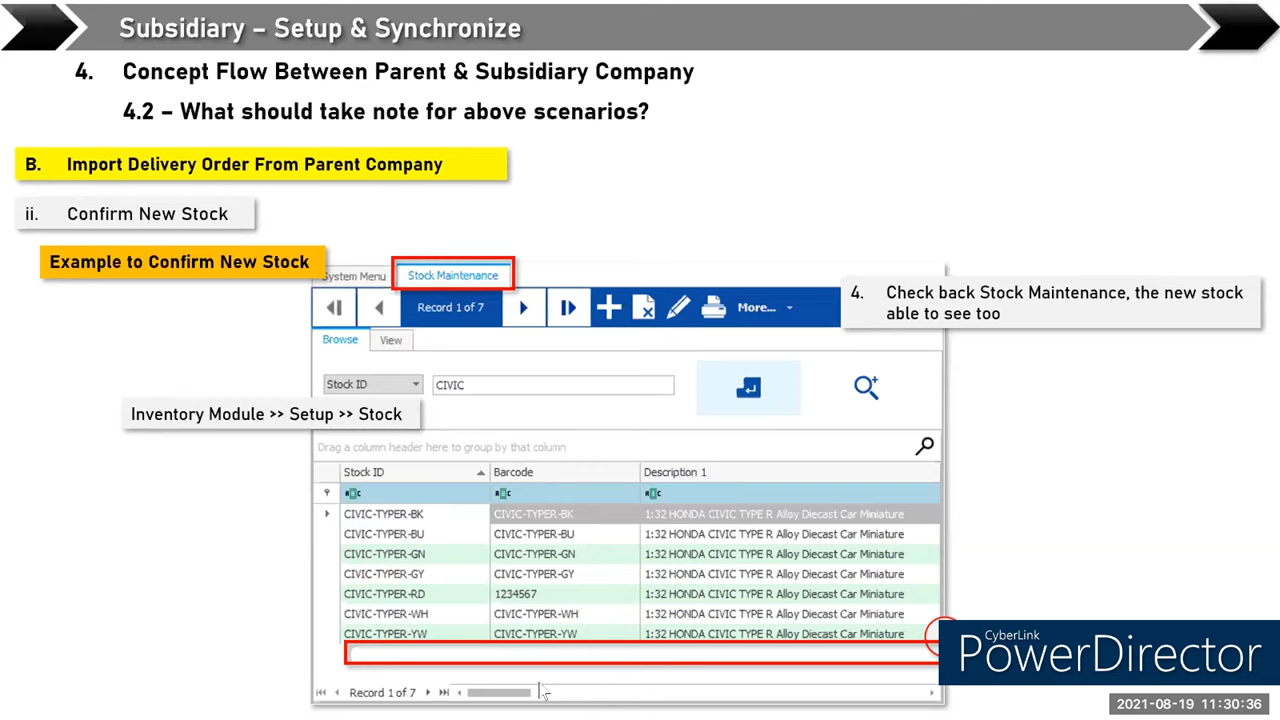 Subsidiary – Setup & Synchronize
4. Concept Flow Between Parent & Subsidiary Company
4.2 – What should take note for above scenarios?
B. Import Delivery Order From Parent Company
ii. Confirm New Stock
Example to Confirm New Stock
System Menu Stock Maintenance
Record 1 of 7 More...
4. Check back Stock Maintenance, the new stock
able to see too
Browse View
Stock ID CIVIC
Inventory Module >> Setup >> Stock
Drag a column header here to group by that column
Stock ID Barcode Description 1
CIVIC-TYPER-BK CIVIC-TYPER-BK 1:32 HONDA CIVIC TYPE R Alloy Diecast Car Miniature
CIVIC-TYPER-BU CIVIC-TYPER-BU 1:32 HONDA CIVIC TYPE R Alloy Diecast Car Miniature
CIVIC-TYPER-GN CIVIC-TYPER-GN 1:32 HONDA CIVIC TYPE R Alloy Diecast Car Miniature
CIVIC-TYPER-GY CIVIC-TYPER-GY 1:32 HONDA CIVIC TYPE R Alloy Diecast Car Miniature
CIVIC-TYPER-RD 1234567 1:32 HONDA CIVIC TYPE R Alloy Diecast Car Miniature
CIVIC-TYPER-WH CIVIC-TYPER-WH 1:32 HONDA CIVIC TYPE R Alloy Diecast Car Miniature
CIVIC-TYPER-YW CIVIC-TYPER-YW 1:32 HONDA CIVIC TYPE R Alloy Diecast Car Miniature
CyberLink
PowerDirector
Record 1 of 7
2021-08-19 11:30:36